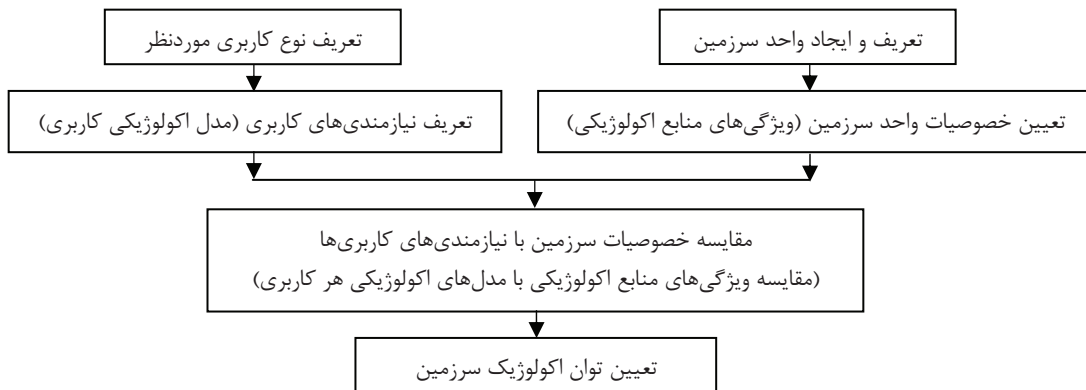 تعریف و ایجاد واحد سرزمین
تعریف نوع کاربری موردنظر
تعیین خصوصیات واحد سرزمین (ویژگی‌های منابع اکولوژیکی)
تعریف نیازمندی‌های کاربری (مدل اکولوژیکی کاربری)
مقایسه خصوصیات سرزمین با نیازمندی‌های کاربری‌ها
(مقایسه ویژگی‌های منابع اکولوژیکی با مدل‌های اکولوژیکی هر کاربری)
تعیین توان اکولوژیک سرزمین